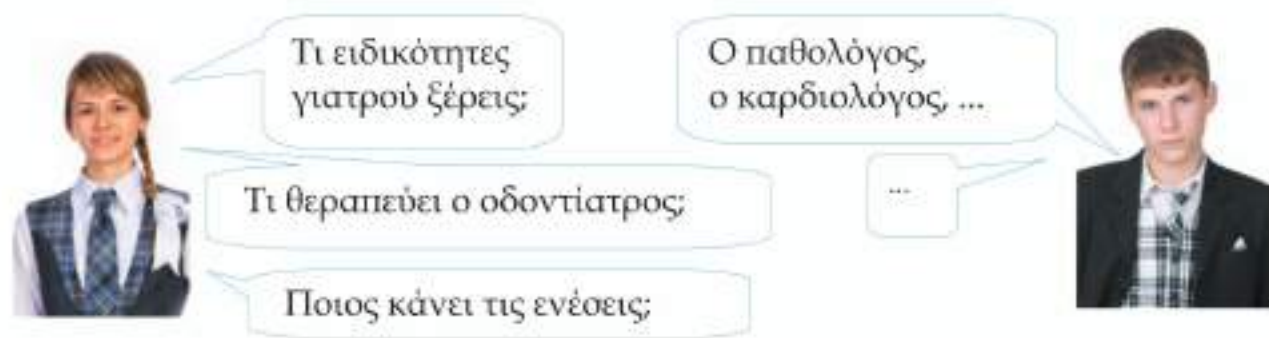 Τι ειδικότητες
γιατρού ξέρεις;
Ο παθολόγος,
ο καρδιολόγος, ...
Τι θεραπεύει ο οδοντίατρος;
...
Ποιος κάνει τις ενέσεις;